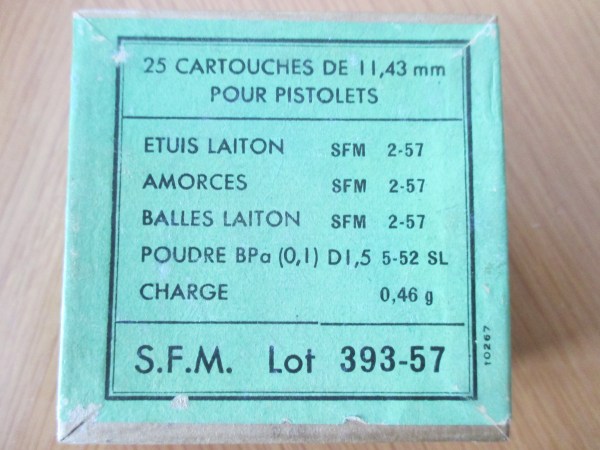 25 CARTOUCHES DE 11,43 mm
POUR PISTOLETS
ETUIS LAITON SFM 2-57
AMORCES SFM 2-57
BALLES LAITON SFM 2-57
POUDRE BPa (0,1) D1,5 5-52 SL
CHARGE 0,46 g
S.F.M. Lot 393-57
10267